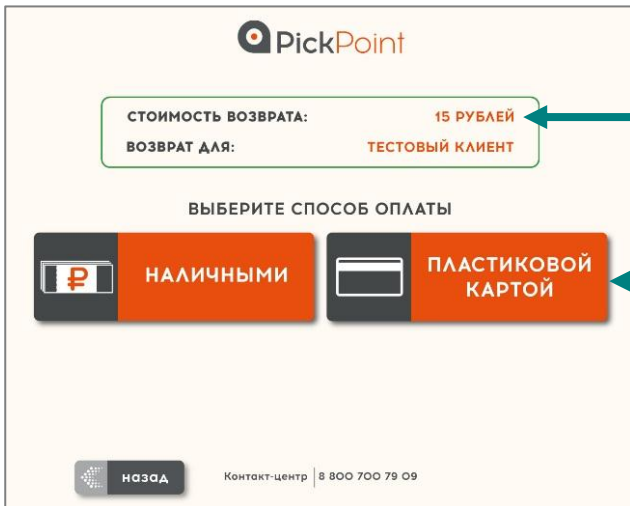 PickPoint
СТОИМОСТЬ ВОЗВРАТА: 15 РУБЛЕЙ
ВОЗВРАТ ДЛЯ: ТЕСТОВЫЙ КЛИЕНТ
ВЫБЕРИТЕ СПОСОБ ОПЛАТЫ
₽ НАЛИЧНЫМИ
ПЛАСТИКОВОЙ
КАРТОЙ
назад
Контакт-центр | 8 800 700 79 09